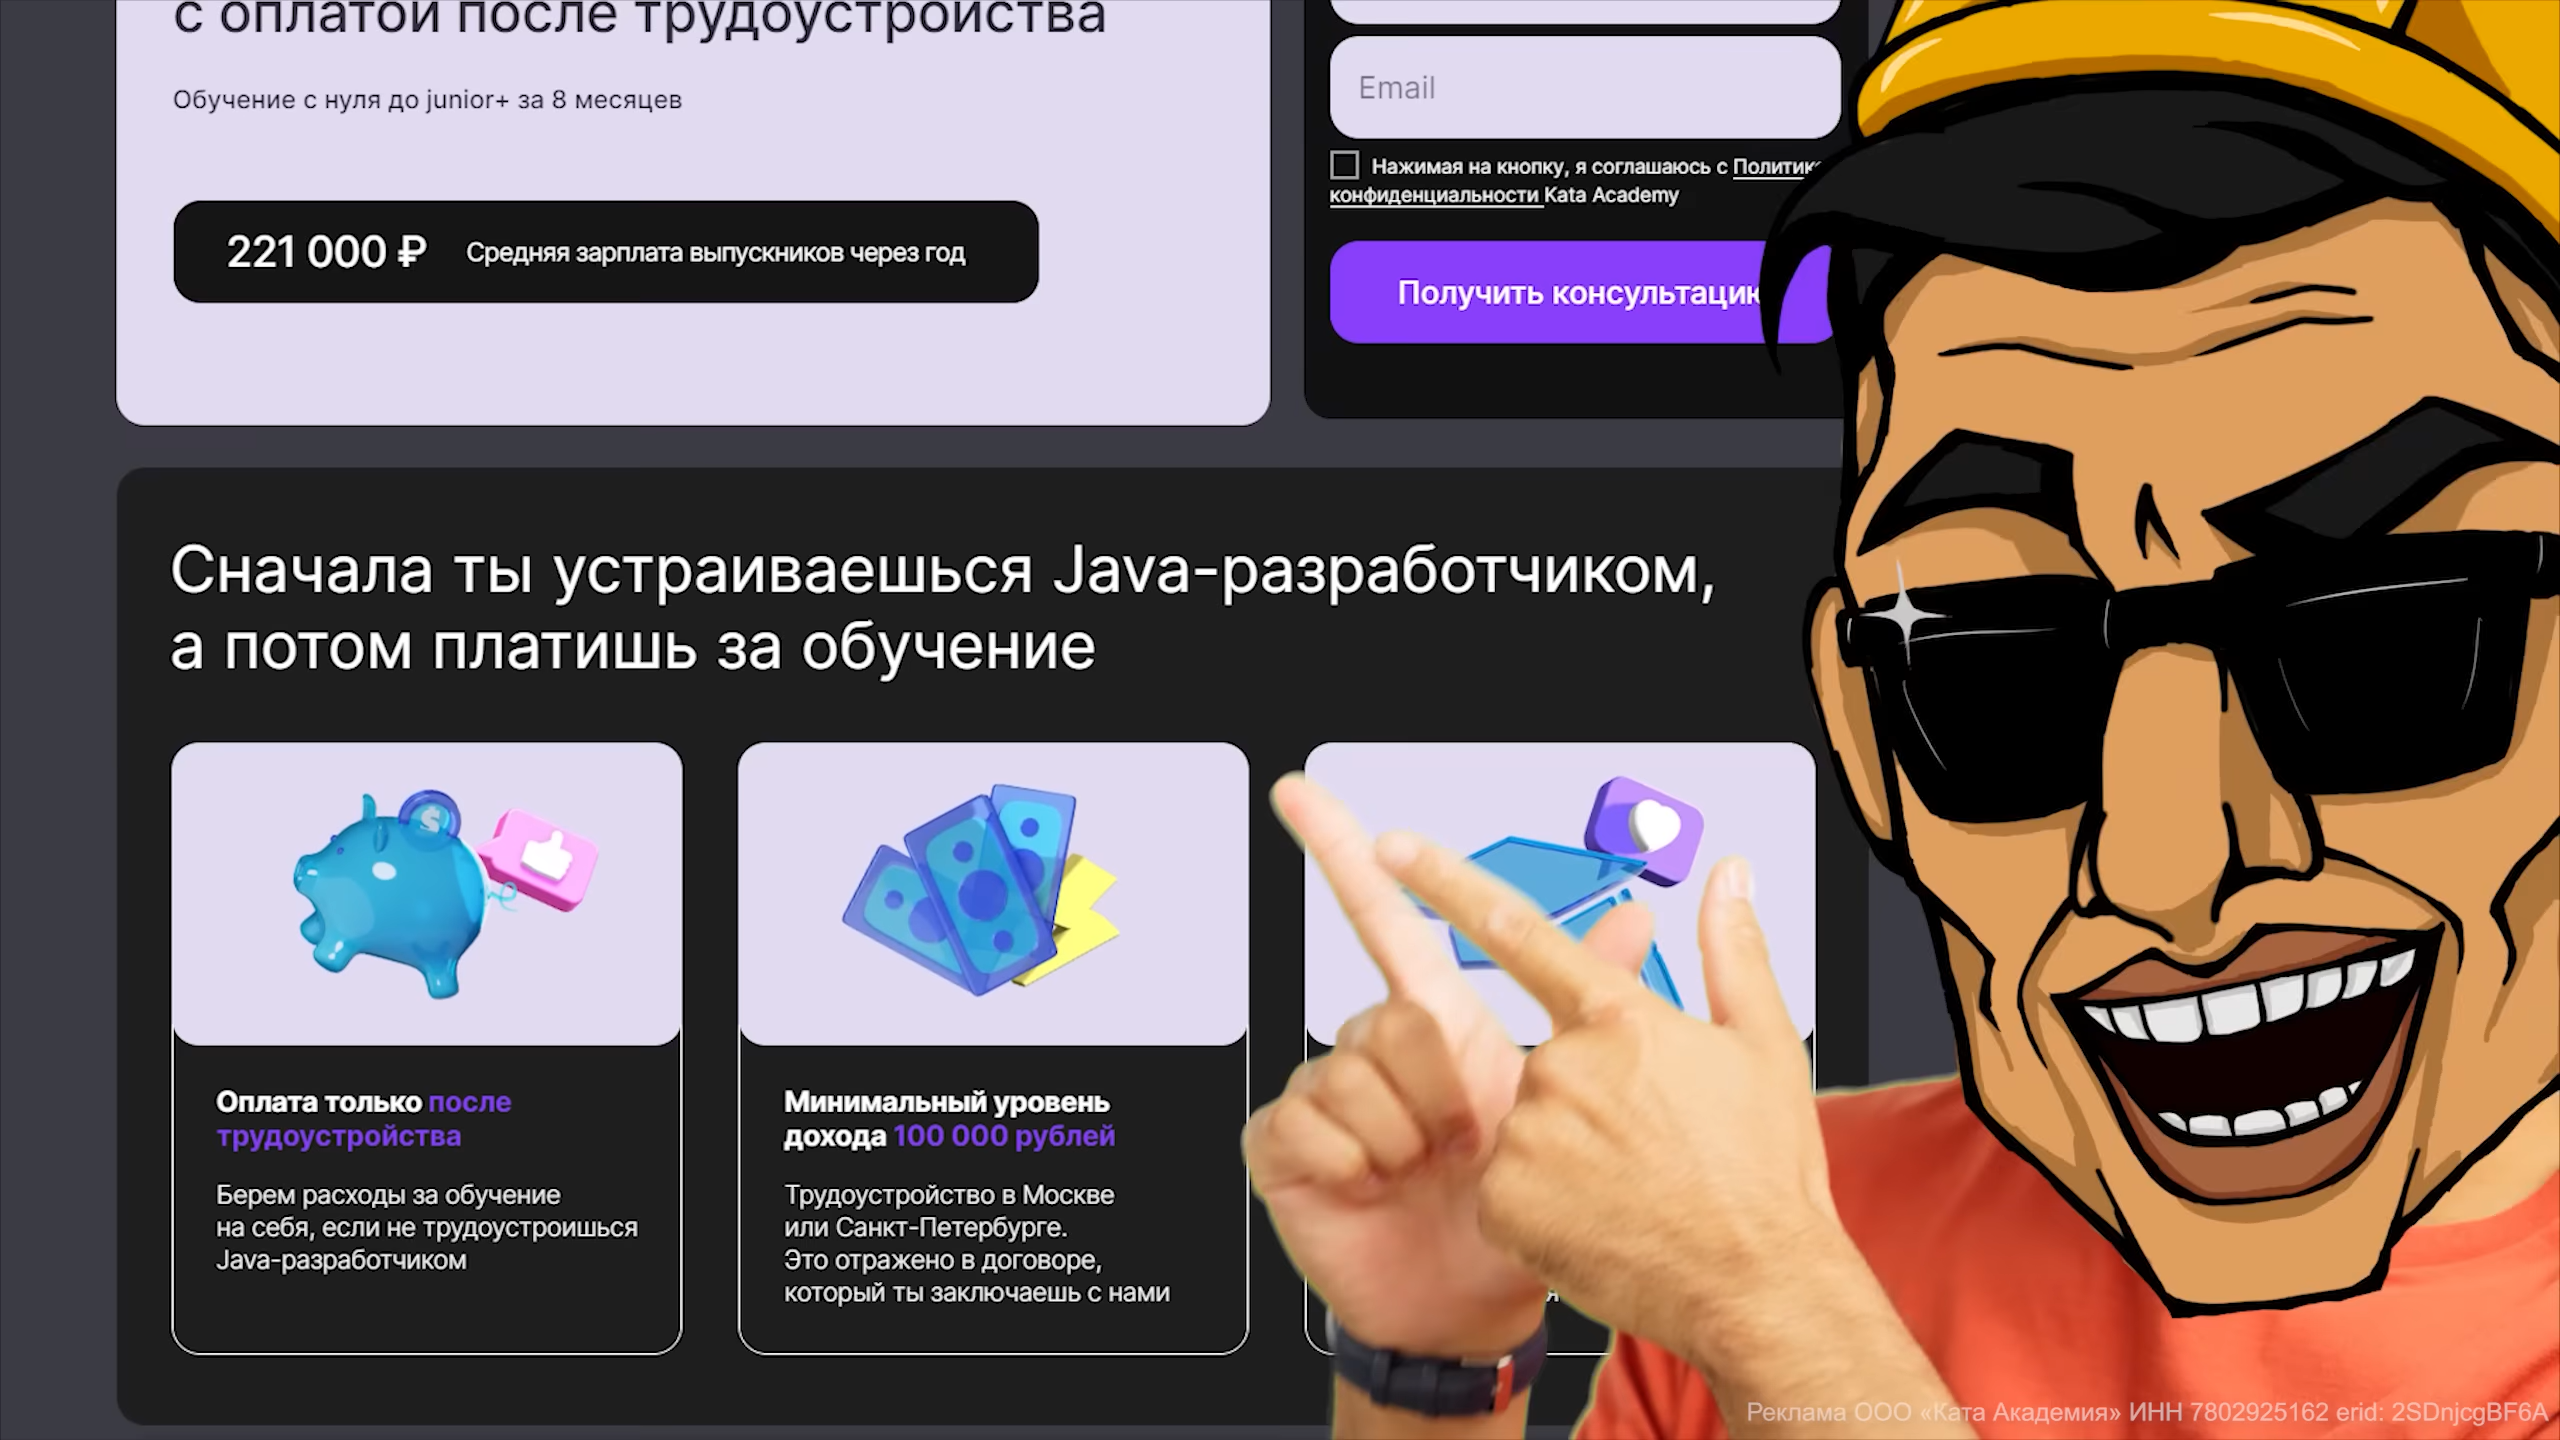 с оплатой после трудоустройства
Обучение с нуля до junior+ за 8 месяцев
221 000 ₽ Средняя зарплата выпускников через год
Email
Нажимая на кнопку, я соглашаюсь с
конфиденциальности Kata Academy
Получить консультацию
Сначала ты устраиваешься Java-разработчиком,
а потом платишь за обучение
$
Оплата только после
трудоустройства
Берем расходы за обучение
на себя, если не трудоустроишься
Java-разработчиком
Минимальный уровень
дохода 100 000 рублей
Трудоустройство в Москве
или Санкт-Петербурге.
Это отражено в договоре,
который ты заключаешь с нами
Реклама ООО «Ката Академия» ИНН 7802925162 erid: 2SDnjcgBF6A